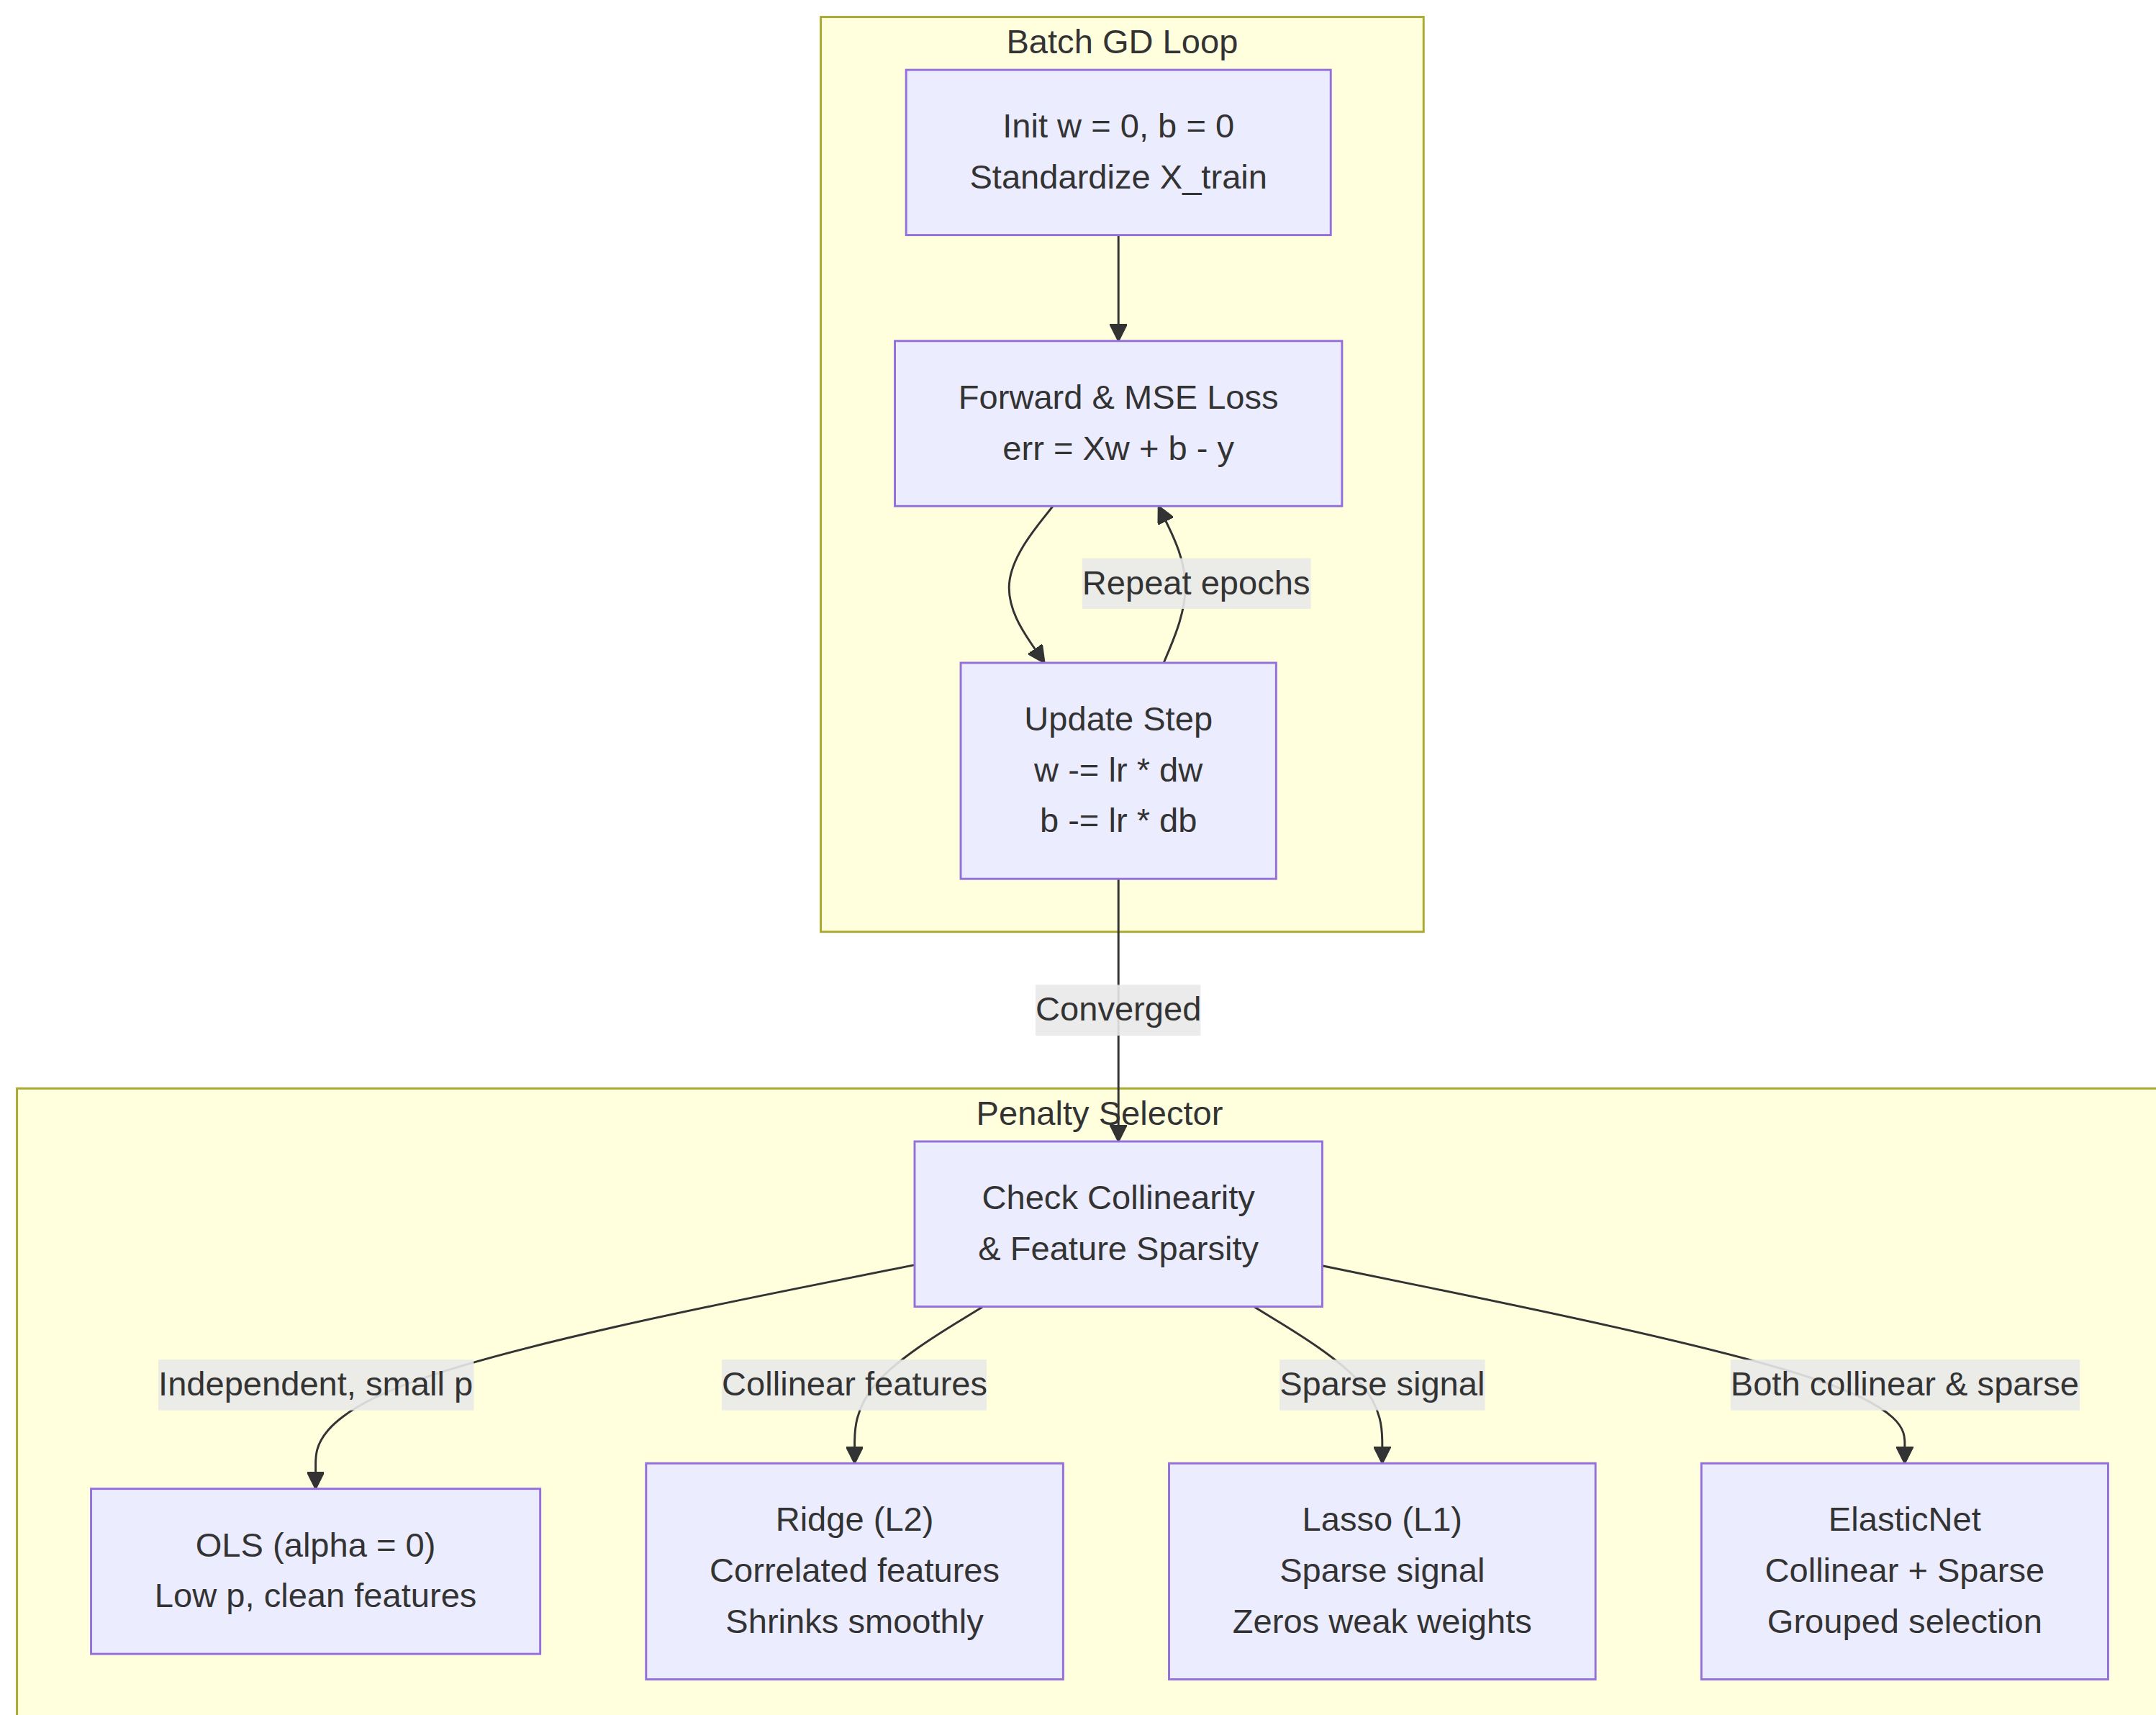 Batch GD Loop
Init w = 0, b = 0
Standardize X_train
Forward & MSE Loss
err = Xw + b - y
Repeat epochs
Update Step
w -= lr * dw
b -= lr * db
Converged
Penalty Selector
Check Collinearity
& Feature Sparsity
Independent, small p
Collinear features
Sparse signal
Both collinear & sparse
OLS (alpha = 0)
Low p, clean features
Ridge (L2)
Correlated features
Shrinks smoothly
Lasso (L1)
Sparse signal
Zeros weak weights
ElasticNet
Collinear + Sparse
Grouped selection